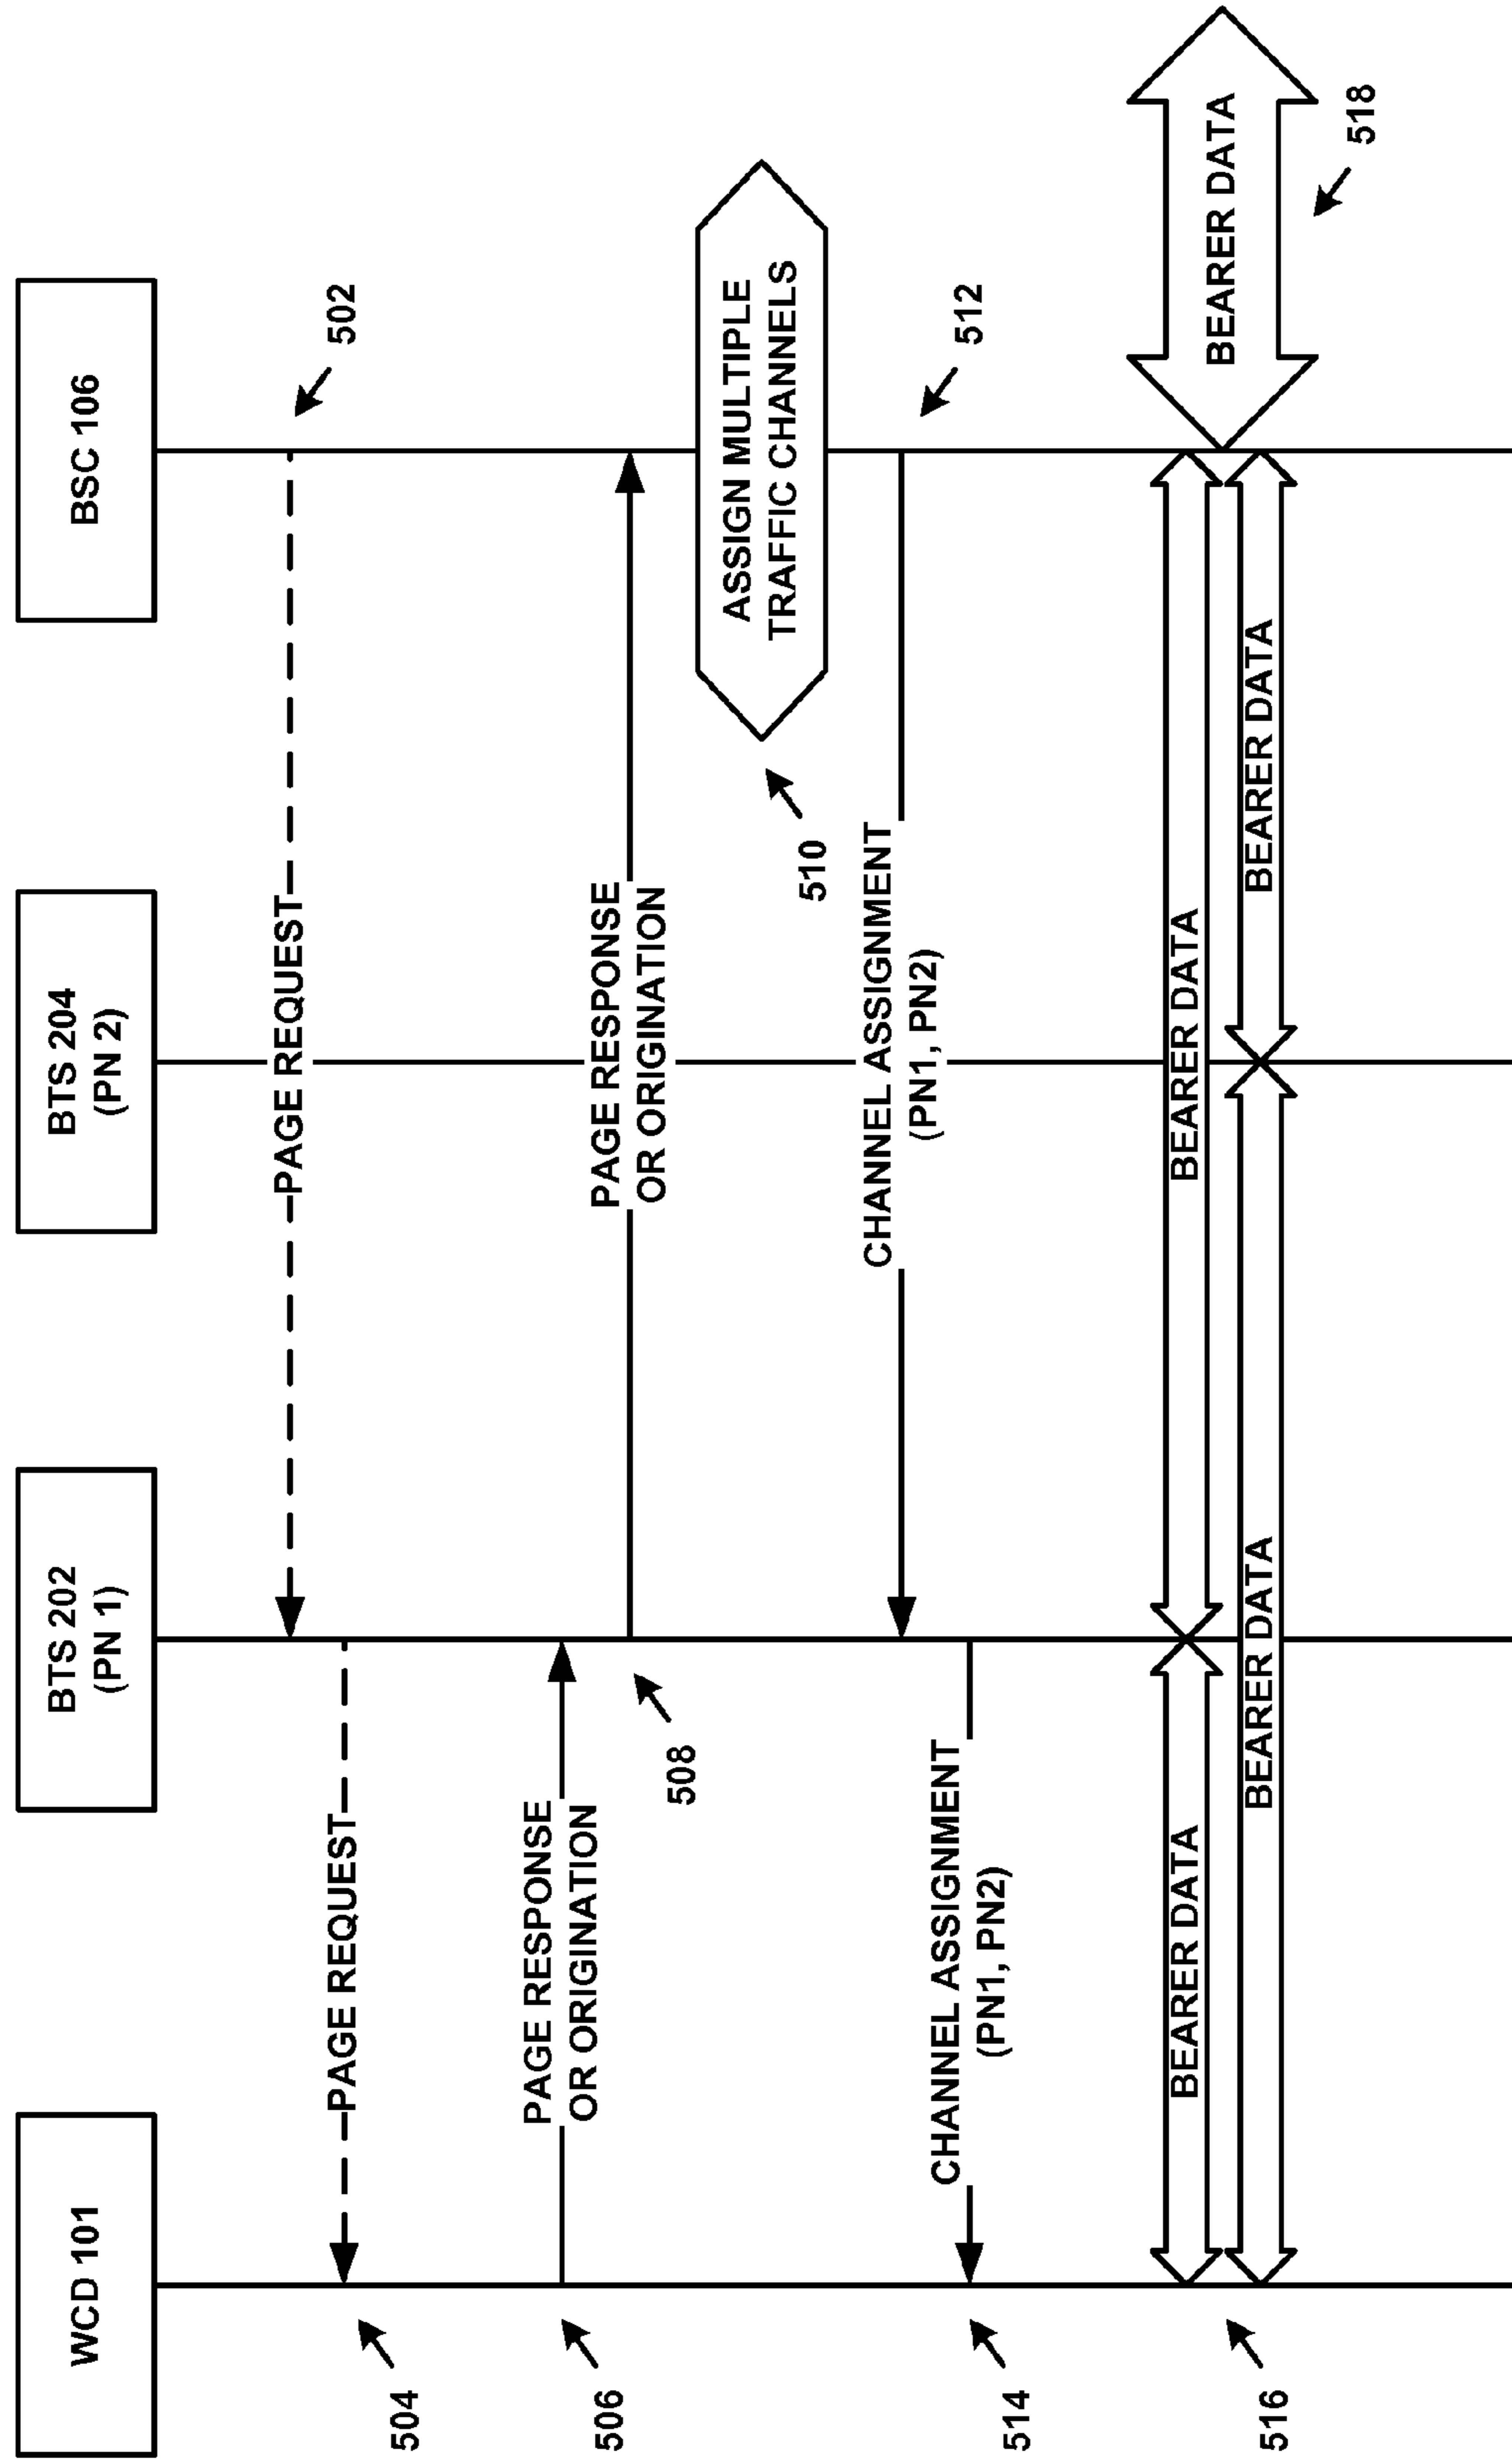 WCD 101
BTS 202
(PN 1)
BTS 204
(PN 2)
BSC 106
PAGE REQUEST
502
PAGE REQUEST
504
PAGE RESPONSE
OR ORIGINATION
506
PAGE RESPONSE
OR ORIGINATION
508
ASSIGN MULTIPLE
TRAFFIC CHANNELS
510
CHANNEL ASSIGNMENT
(PN1, PN2)
512
CHANNEL ASSIGNMENT
(PN1, PN2)
514
BEARER DATA
BEARER DATA
BEARER DATA
BEARER DATA
516
BEARER DATA
518